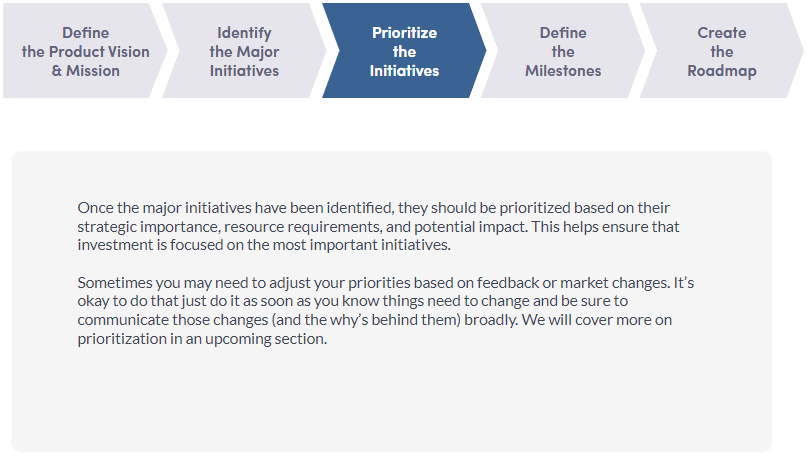 Define
the Product Vision
& Mission
Identify
the Major
Initiatives
Prioritize
the
Initiatives
Define
the
Milestones
Create
the
Roadmap
Once the major initiatives have been identified, they should be prioritized based on their
strategic importance, resource requirements, and potential impact. This helps ensure that
investment is focused on the most important initiatives.
Sometimes you may need to adjust your priorities based on feedback or market changes. It’s
okay to do that just do it as soon as you know things need to change and be sure to
communicate those changes (and the why’s behind them) broadly. We will cover more on
prioritization in an upcoming section.